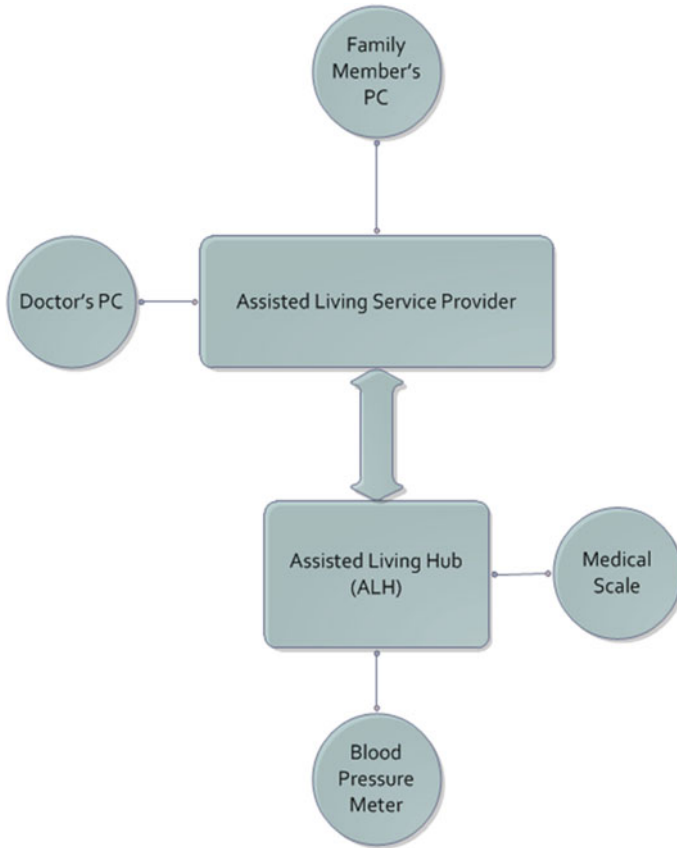 Family
Member's
PC
Doctor's PC
Assisted Living Service Provider
Assisted Living Hub
(ALH)
Medical
Scale
Blood
Pressure
Meter